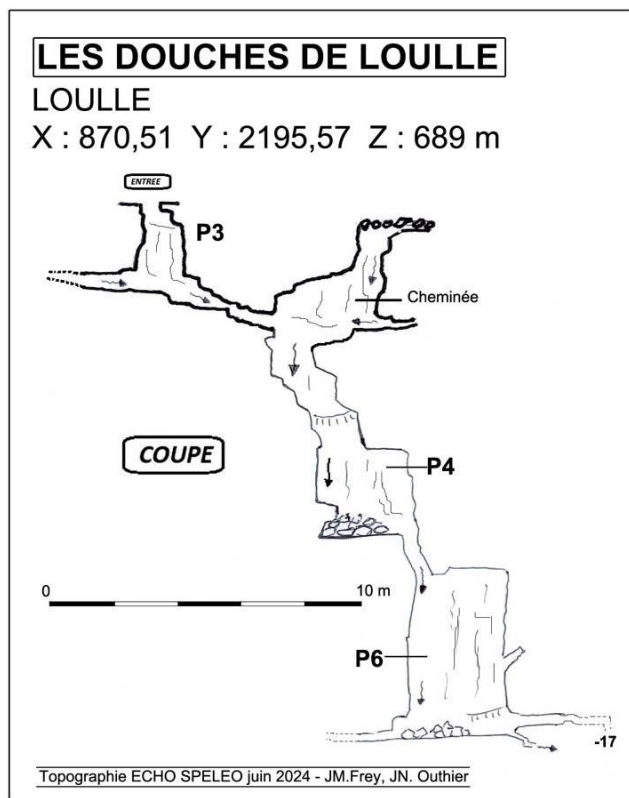 LES DOUCHES DE LOULLE
LOULLE
X : 870,51 Y : 2195,57 Z : 689 m
ENTREE
P3
Cheminée
COUPE
P4
0 10 m
P6
-17
Topographie ECHO SPELEO juin 2024 - JM.Frey, JN. Outhier